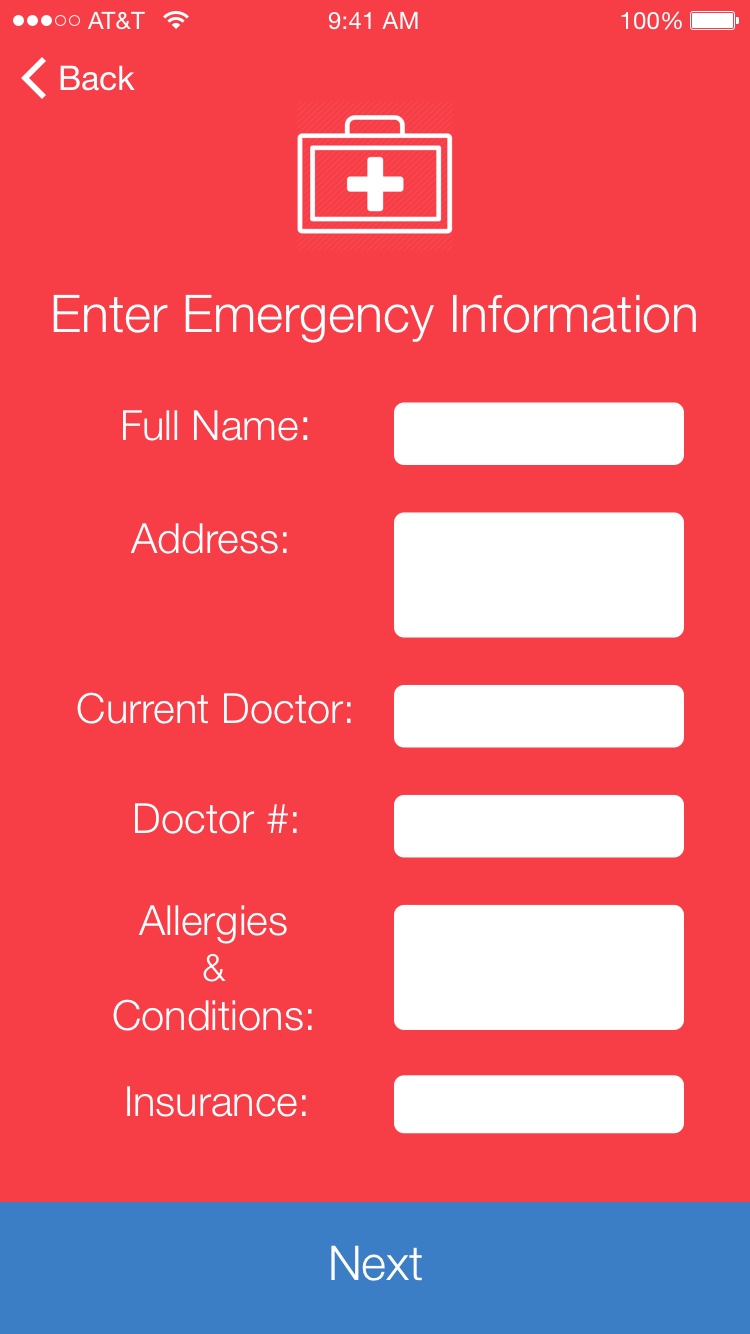 AT&T 9:41 AM 100%
Back
Enter Emergency Information
Full Name:
Address:
Current Doctor:
Doctor #:
Allergies
&
Conditions:
Insurance:
Next